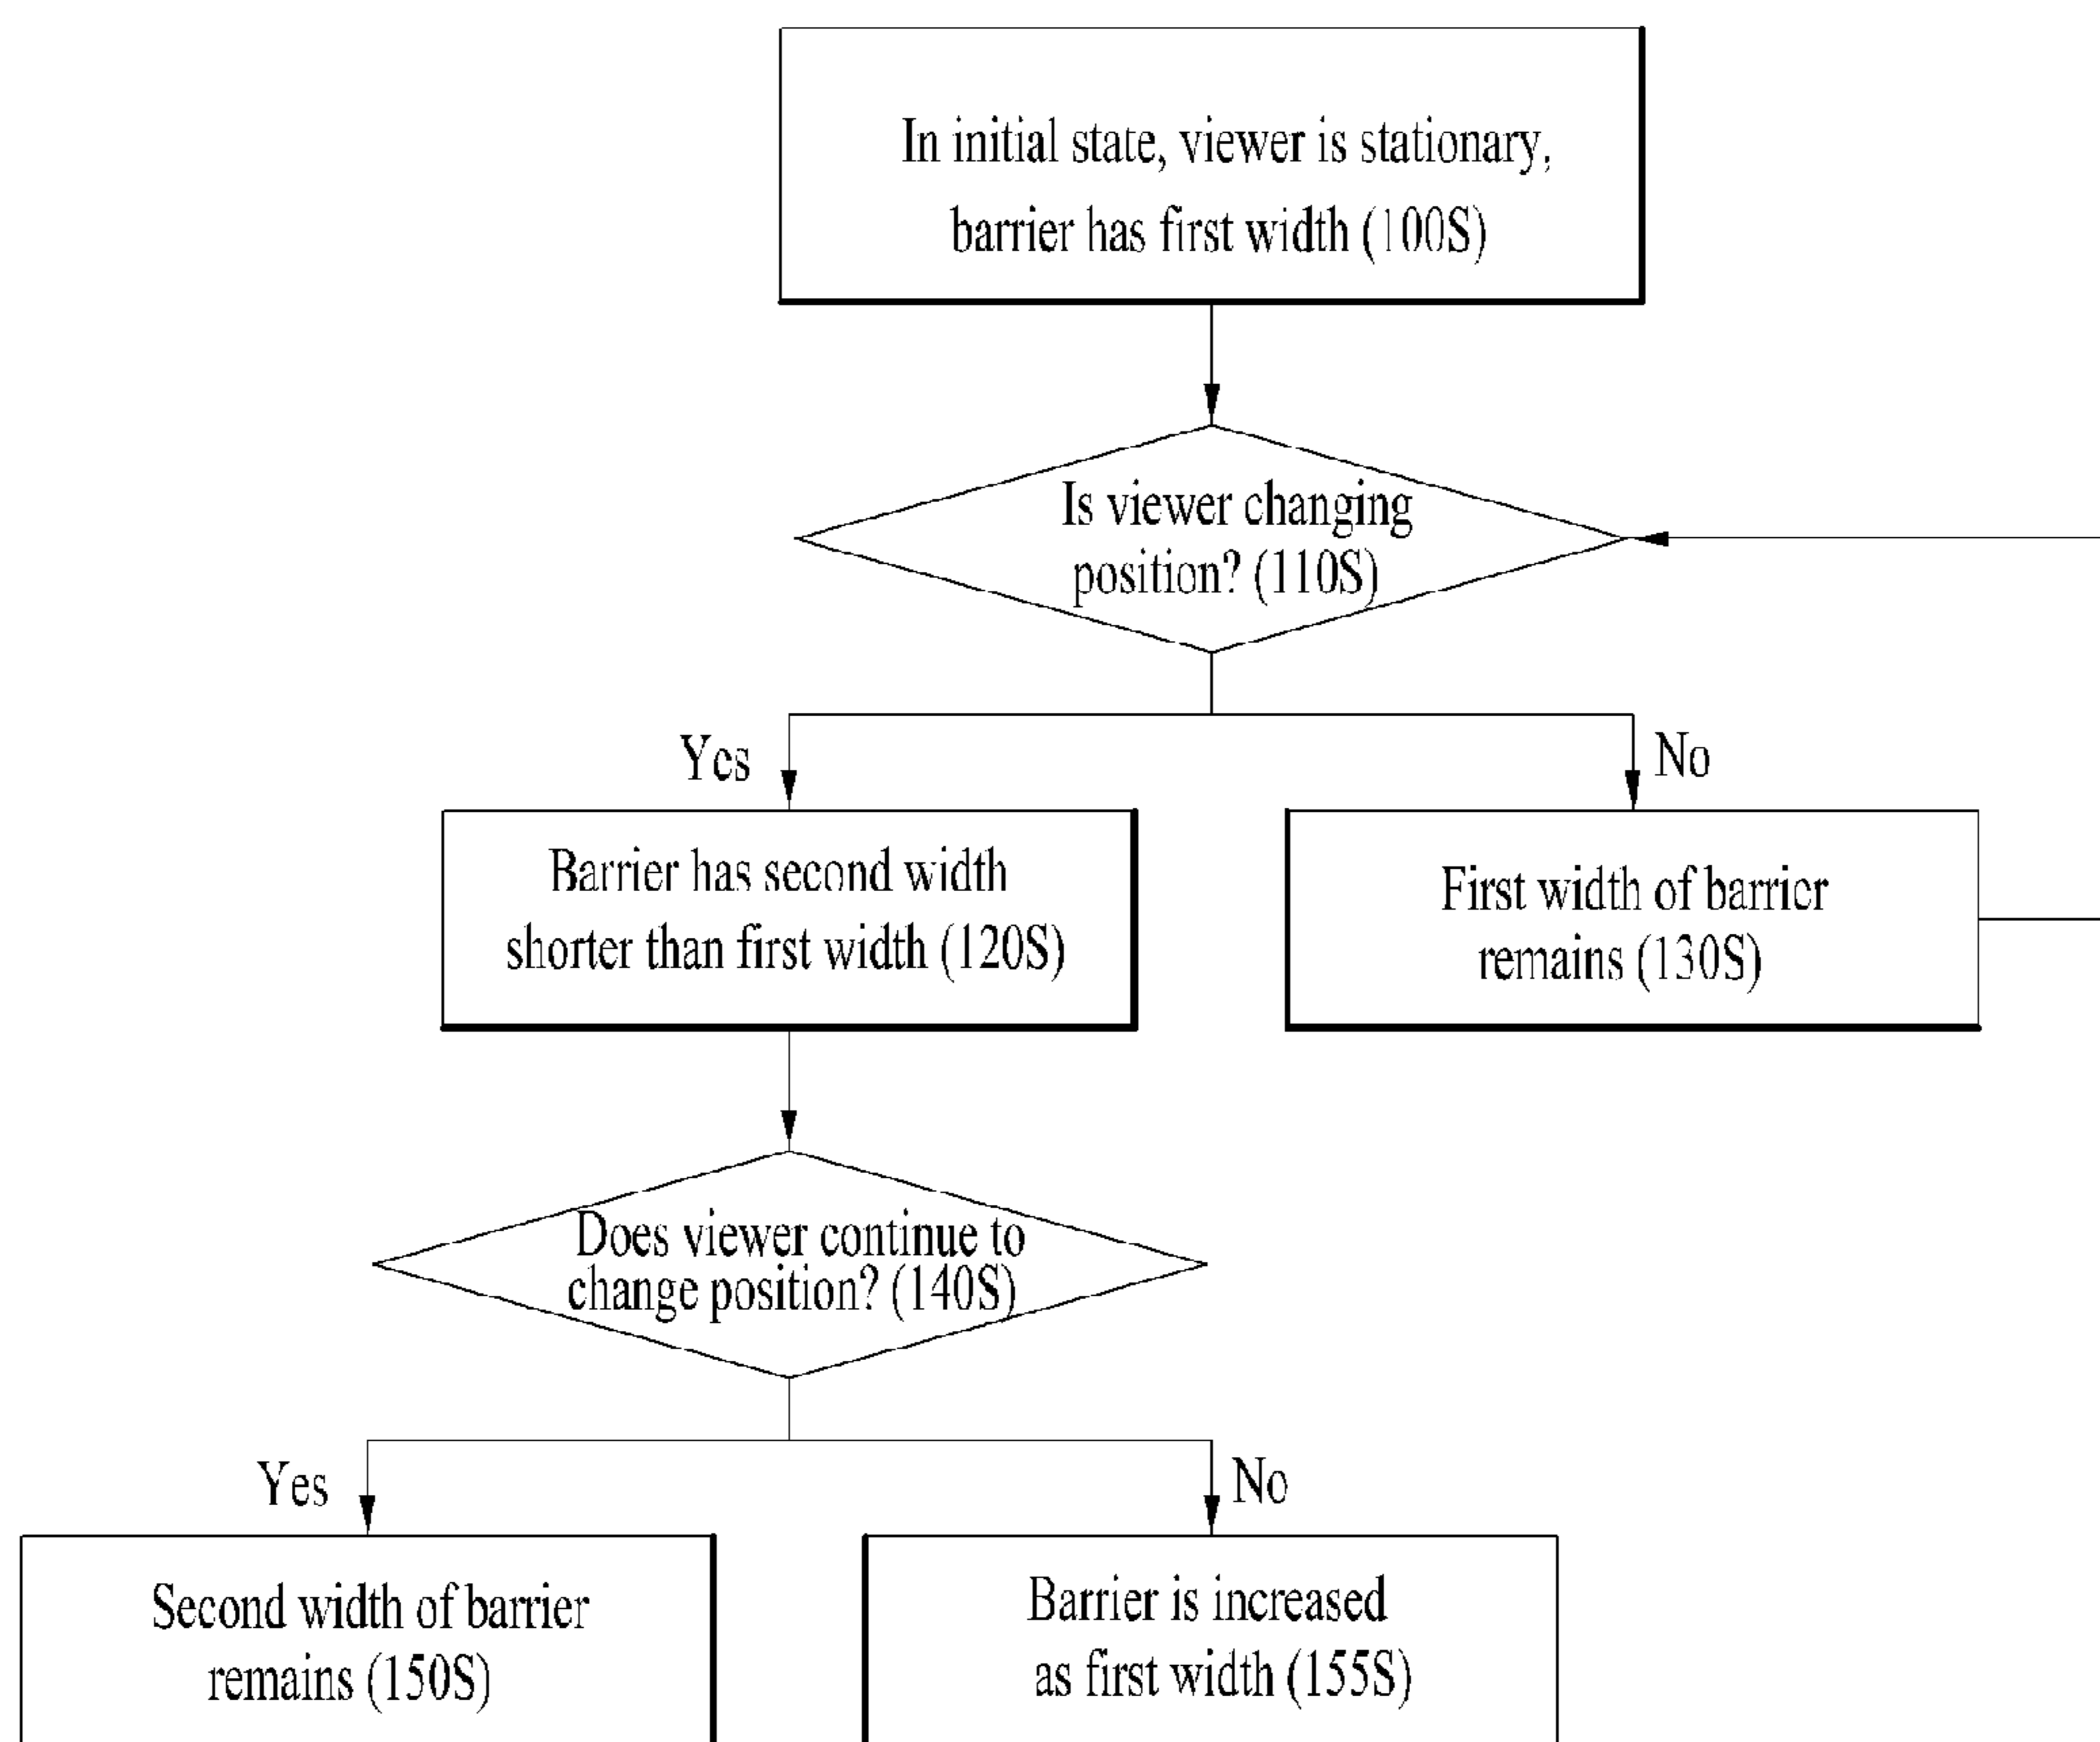 In initial state, viewer is stationary,
barrier has first width (100S)
Is viewer changing
position? (110S)
Yes
No
Barrier has second width
shorter than first width (120S)
First width of barrier
remains (130S)
Does viewer continue to
change position? (140S)
Yes
No
Second width of barrier
remains (150S)
Barrier is increased
as first width (155S)